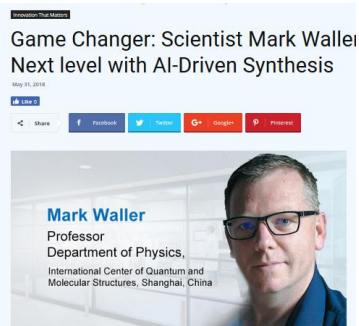 Innovation That Matters
Game Changer: Scientist Mark Waller
Next level with AI-Driven Synthesis
May 31, 2018
Like 0
Share
Facebook
Twitter
Google+
Pinterest
Mark Waller
Professor
Department of Physics,
International Center of Quantum and
Molecular Structures, Shanghai, China